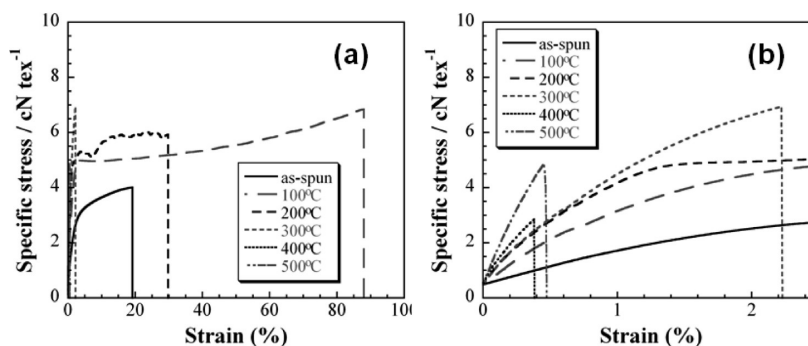 10
8
6
4
2
0
Specific stress / cN tex⁻¹
(a)
as-spun
100ºC
200ºC
300ºC
400ºC
500ºC
0 20 40 60 80 100
Strain (%)
10
8
6
4
2
0
Specific stress / cN tex⁻¹
(b)
as-spun
100ºC
200ºC
300ºC
400ºC
500ºC
0 1 2
Strain (%)